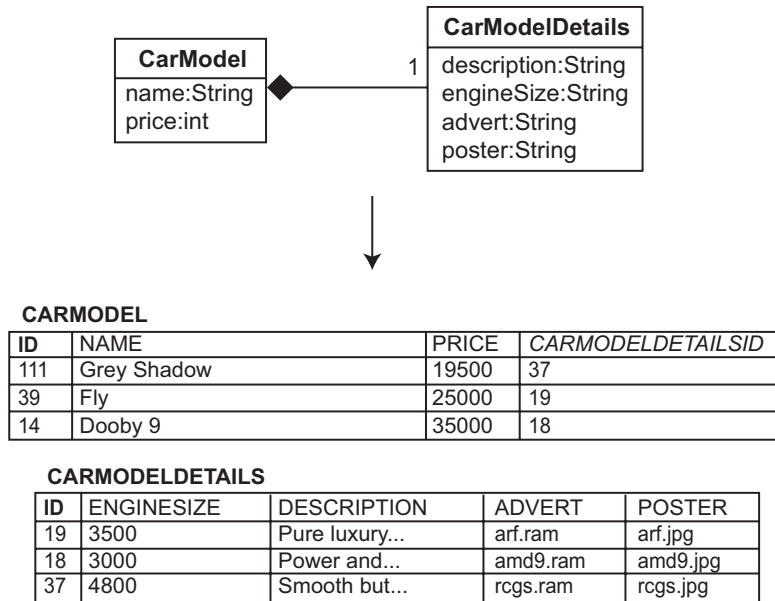 CarModel
name:String
price:int
1
CarModelDetails
description:String
engineSize:String
advert:String
poster:String
CARMODEL
ID NAME PRICE CARMODELDETAILSID
111 Grey Shadow 19500 37
39 Fly 25000 19
14 Dooby 9 35000 18
CARMODELDETAILS
ID ENGINESIZE DESCRIPTION ADVERT POSTER
19 3500 Pure luxury... arf.ram arf.jpg
18 3000 Power and... amd9.ram amd9.jpg
37 4800 Smooth but... rcgs.ram rcgs.jpg